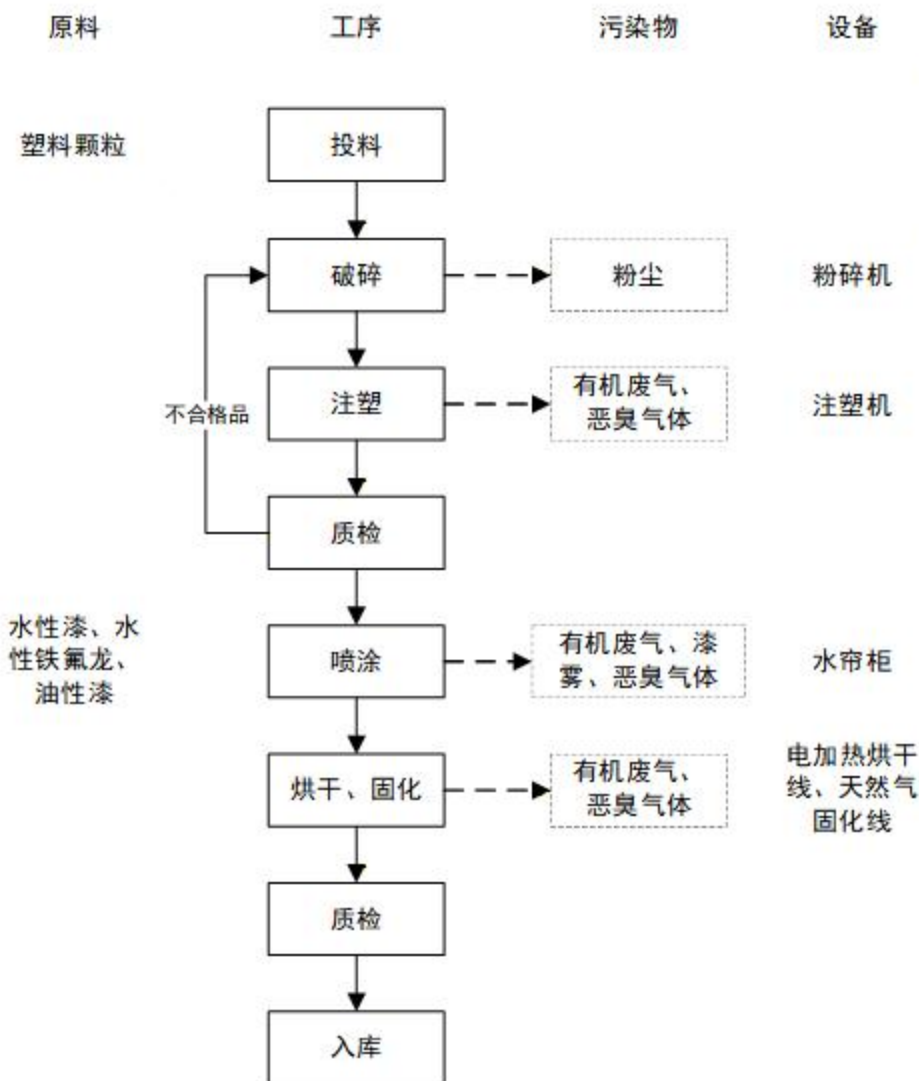 原料 工序 污染物 设备
塑料颗粒 投料
破碎 粉尘 粉碎机
注塑
有机废气、
恶臭气体
注塑机
不合格品
质检
水性漆、水
性铁氟龙、
油性漆
喷涂
有机废气、漆
雾、恶臭气体
水帘柜
烘干、固化
有机废气、
恶臭气体
电加热烘干
线、天然气
固化线
质检
入库